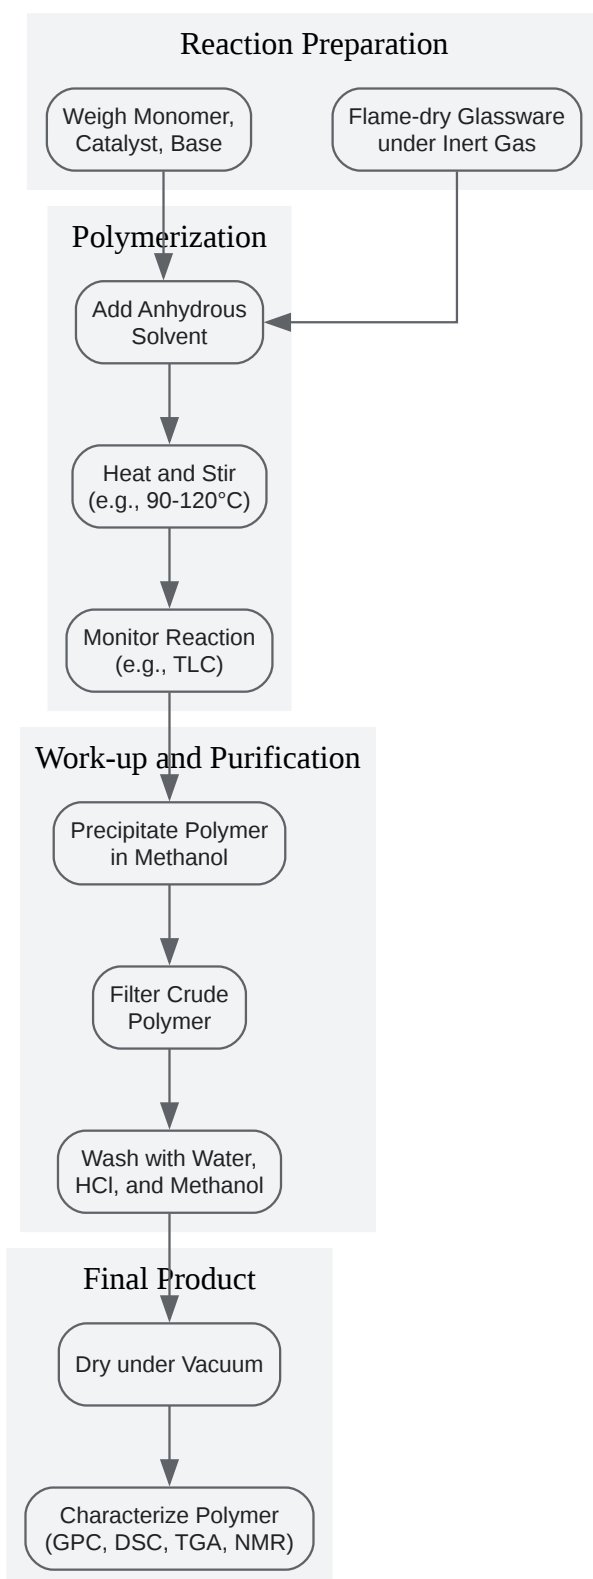 Reaction Preparation
Weigh Monomer,
Catalyst, Base
Flame-dry Glassware
under Inert Gas
Polymerization
Add Anhydrous
Solvent
Heat and Stir
(e.g., 90-120°C)
Monitor Reaction
(e.g., TLC)
Work-up and Purification
Precipitate Polymer
in Methanol
Filter Crude
Polymer
Wash with Water,
HCl, and Methanol
Final Product
Dry under Vacuum
Characterize Polymer
(GPC, DSC, TGA, NMR)